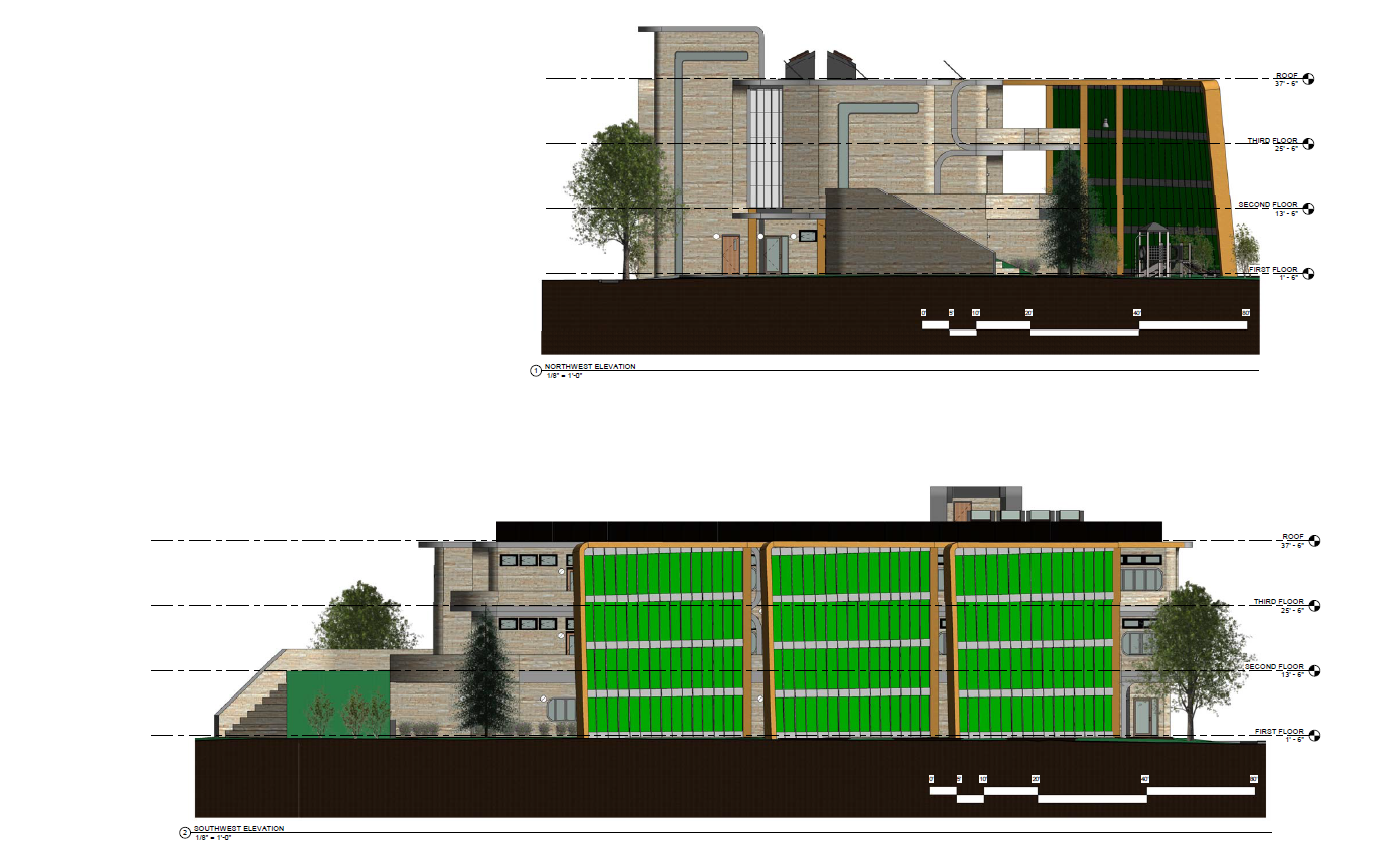 ROOF
37' - 6"
THIRD FLOOR
25' - 6"
SECOND FLOOR
13' - 6"
FIRST FLOOR
1' - 6"
0' 5' 10' 20' 40' 60'
1 NORTHWEST ELEVATION
1/8" = 1'-0"
ROOF
37' - 6"
THIRD FLOOR
25' - 6"
SECOND FLOOR
13' - 6"
FIRST FLOOR
1' - 6"
0' 5' 10' 20' 40' 60'
2 SOUTHWEST ELEVATION
1/8" = 1'-0"